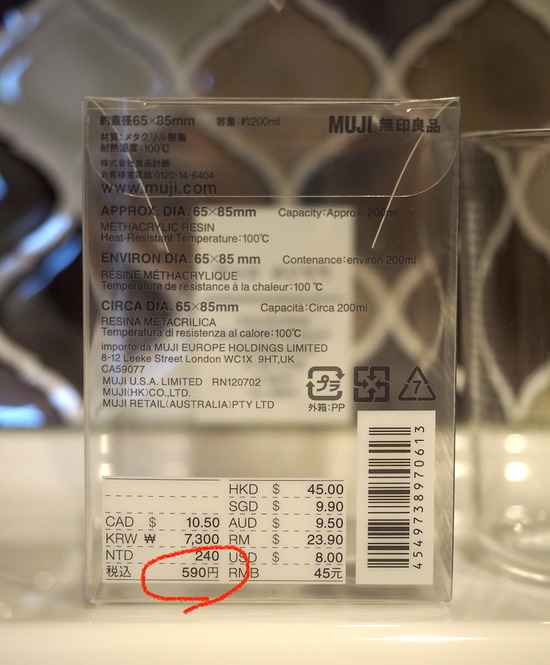 約直径65×85mm 容量:約200ml
MUJI 無印良品
材質:メタクリル樹脂
耐熱温度:100℃
株式会社良品計画
お客様室電話 0120-14-6404
www.muji.com
APPROX. DIA. 65×85mm Capacity:Approx. 200ml
METHACRYLIC RESIN
Heat-Resistant Temperature:100℃
ENVIRON DIA. 65×85mm Contenance:environ 200ml
RÉSINE MÉTHACRYLIQUE
Température de résistance à la chaleur:100℃
CIRCA DIA. 65×85mm Capacità:Circa 200ml
RESINA METACRILICA
Temperatura di resistenza al calore:100℃
importo da MUJI EUROPE HOLDINGS LIMITED
8-12 Leeke Street London WC1X 9HT,UK
CA59077
MUJI U.S.A. LIMITED RN120702
MUJI(HK)CO.,LTD.
MUJI RETAIL(AUSTRALIA)PTY LTD
プラ
7
外箱:PP
HKD $ 45.00
SGD $ 9.90
CAD $ 10.50 AUD $ 9.50
KRW ₩ 7,300 RM $ 23.90
NTD 240 USD $ 8.00
税込 590円 RMB 45元
4549738970613